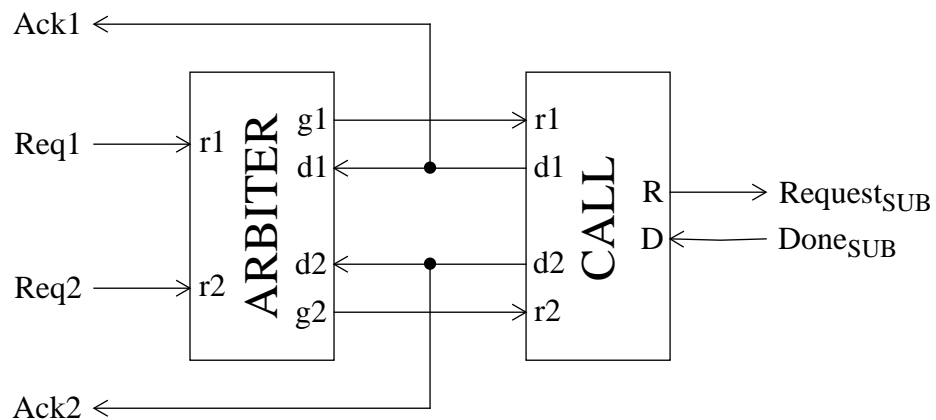 Ack1
g1
r1
Req1
r1
d1
d1
ARBITER
CALL
R
Request_SUB
D
Done_SUB
d2
d2
Req2
r2
g2
r2
Ack2